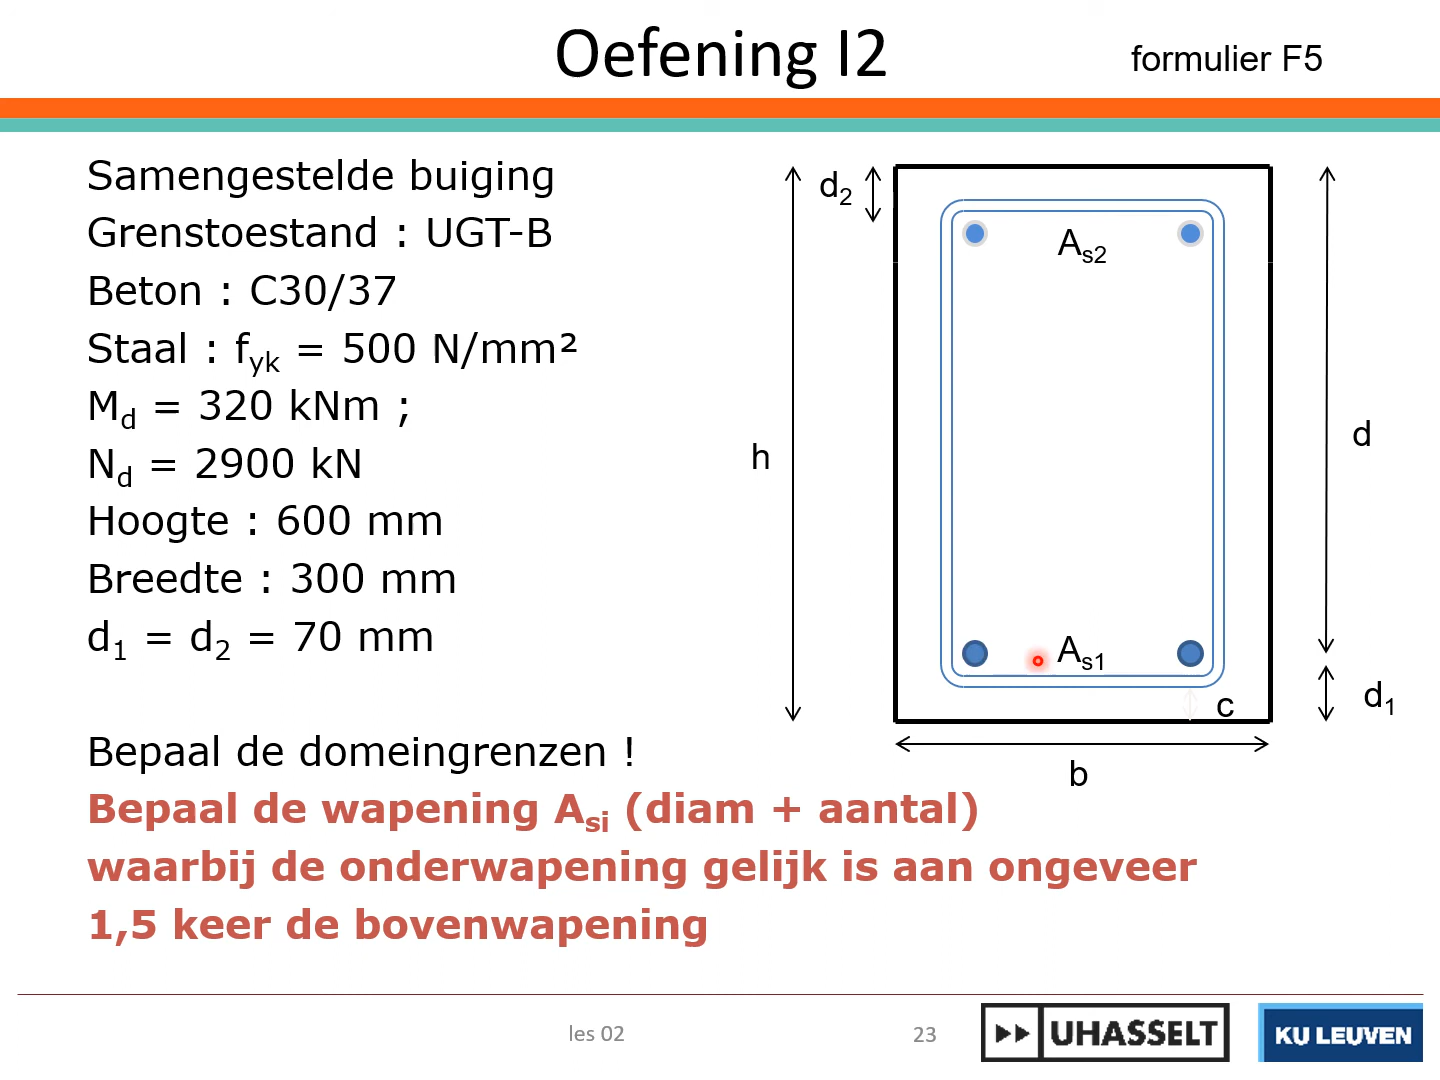 Oefening I2
formulier F5
Samengestelde buiging
Grenstoestand : UGT-B
Beton : C30/37
Staal : fyk = 500 N/mm²
Md = 320 kNm ;
Nd = 2900 kN
Hoogte : 600 mm
Breedte : 300 mm
d1 = d2 = 70 mm
Bepaal de domeingrenzen !
Bepaal de wapening Asi (diam + aantal)
waarbij de onderwapening gelijk is aan ongeveer
1,5 keer de bovenwapening
d2
As2
h
d
As1
c
d1
b
les 02
23
UHASSELT
KU LEUVEN